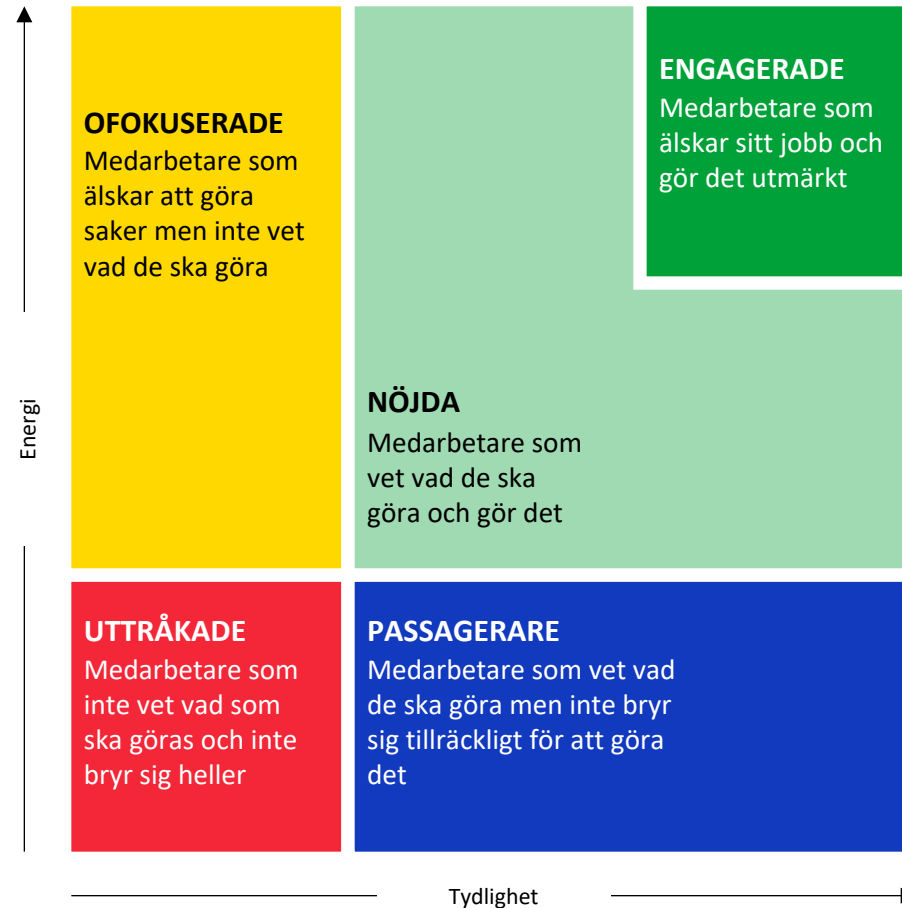 OFOKUSERADE
Medarbetare som
älskar att göra
saker men inte vet
vad de ska göra
ENGAGERADE
Medarbetare som
älskar sitt jobb och
gör det utmärkt
Energi
NÖJDA
Medarbetare som
vet vad de ska
göra och gör det
UTTRÅKADE
Medarbetare som
inte vet vad som
ska göras och inte
bryr sig heller
PASSAGERARE
Medarbetare som vet vad
de ska göra men inte bryr
sig tillräckligt för att göra
det
Tydlighet